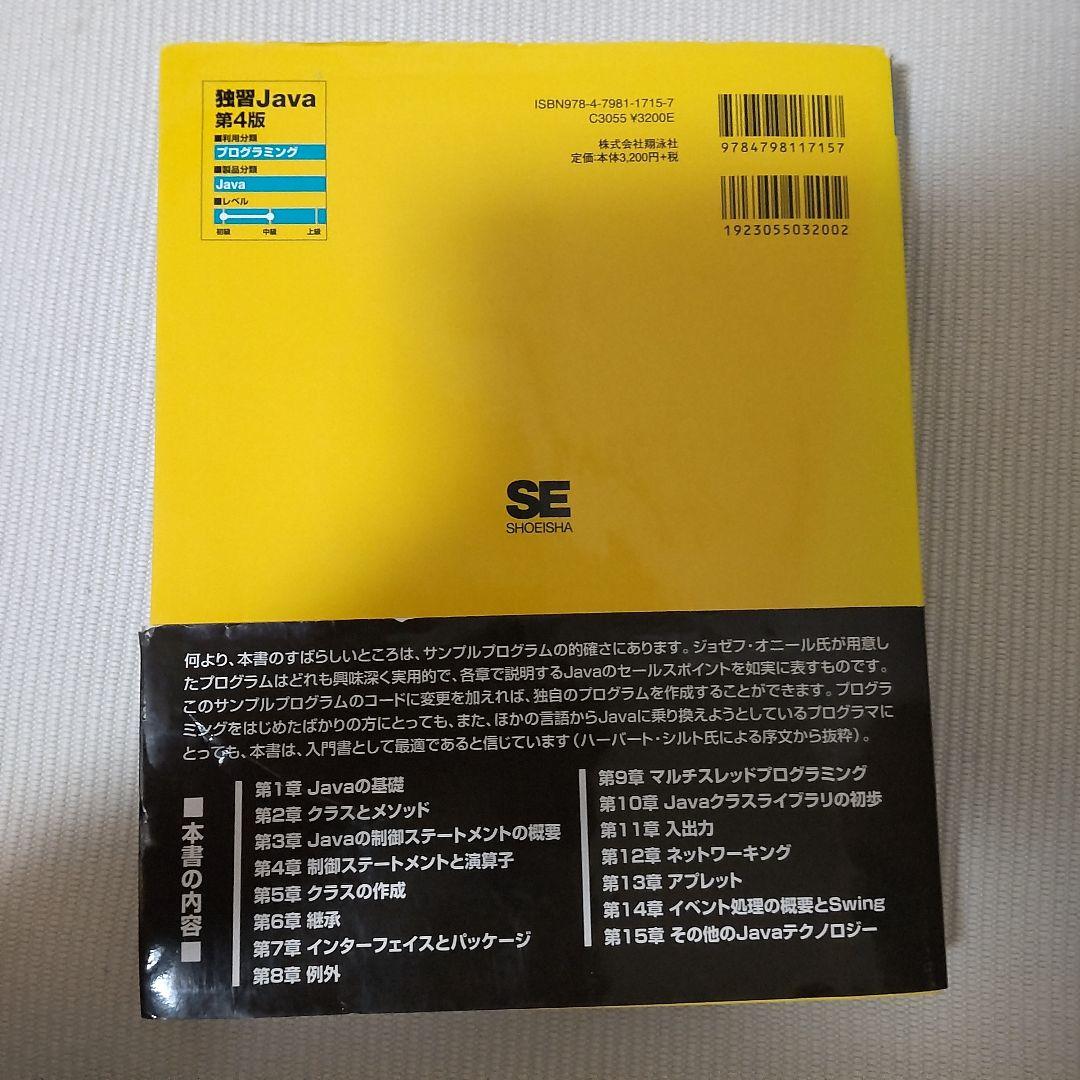 独習Java
第4版
■利用分類
プログラミング
■製品分類
Java
■レベル
初級 中級 上級
ISBN978-4-7981-1715-7
C3055 ¥3200E
株式会社翔泳社
定価:本体3,200円+税
9784798117157
1923055032002
SE
SHOEISHA
何より、本書のすばらしいところは、サンプルプログラムの的確さにあります。ジョゼフ・オニール氏が用意し
たプログラムはどれも興味深く実用的で、各章で説明するJavaのセールスポイントを如実に表すものです。
このサンプルプログラムのコードに変更を加えれば、独自のプログラムを作成することができます。プログラ
ミングをはじめたばかりの方にとっても、また、ほかの言語からJavaに乗り換えようとしているプログラマに
とっても、本書は、入門書として最適であると信じています(ハーバート・シルト氏による序文から抜粋)。
■本書の内容■
第1章 Javaの基礎
第2章 クラスとメソッド
第3章 Javaの制御ステートメントの概要
第4章 制御ステートメントと演算子
第5章 クラスの作成
第6章 継承
第7章 インターフェイスとパッケージ
第8章 例外
第9章 マルチスレッドプログラミング
第10章 Javaクラスライブラリの初歩
第11章 入出力
第12章 ネットワーキング
第13章 アプレット
第14章 イベント処理の概要とSwing
第15章 その他のJavaテクノロジー